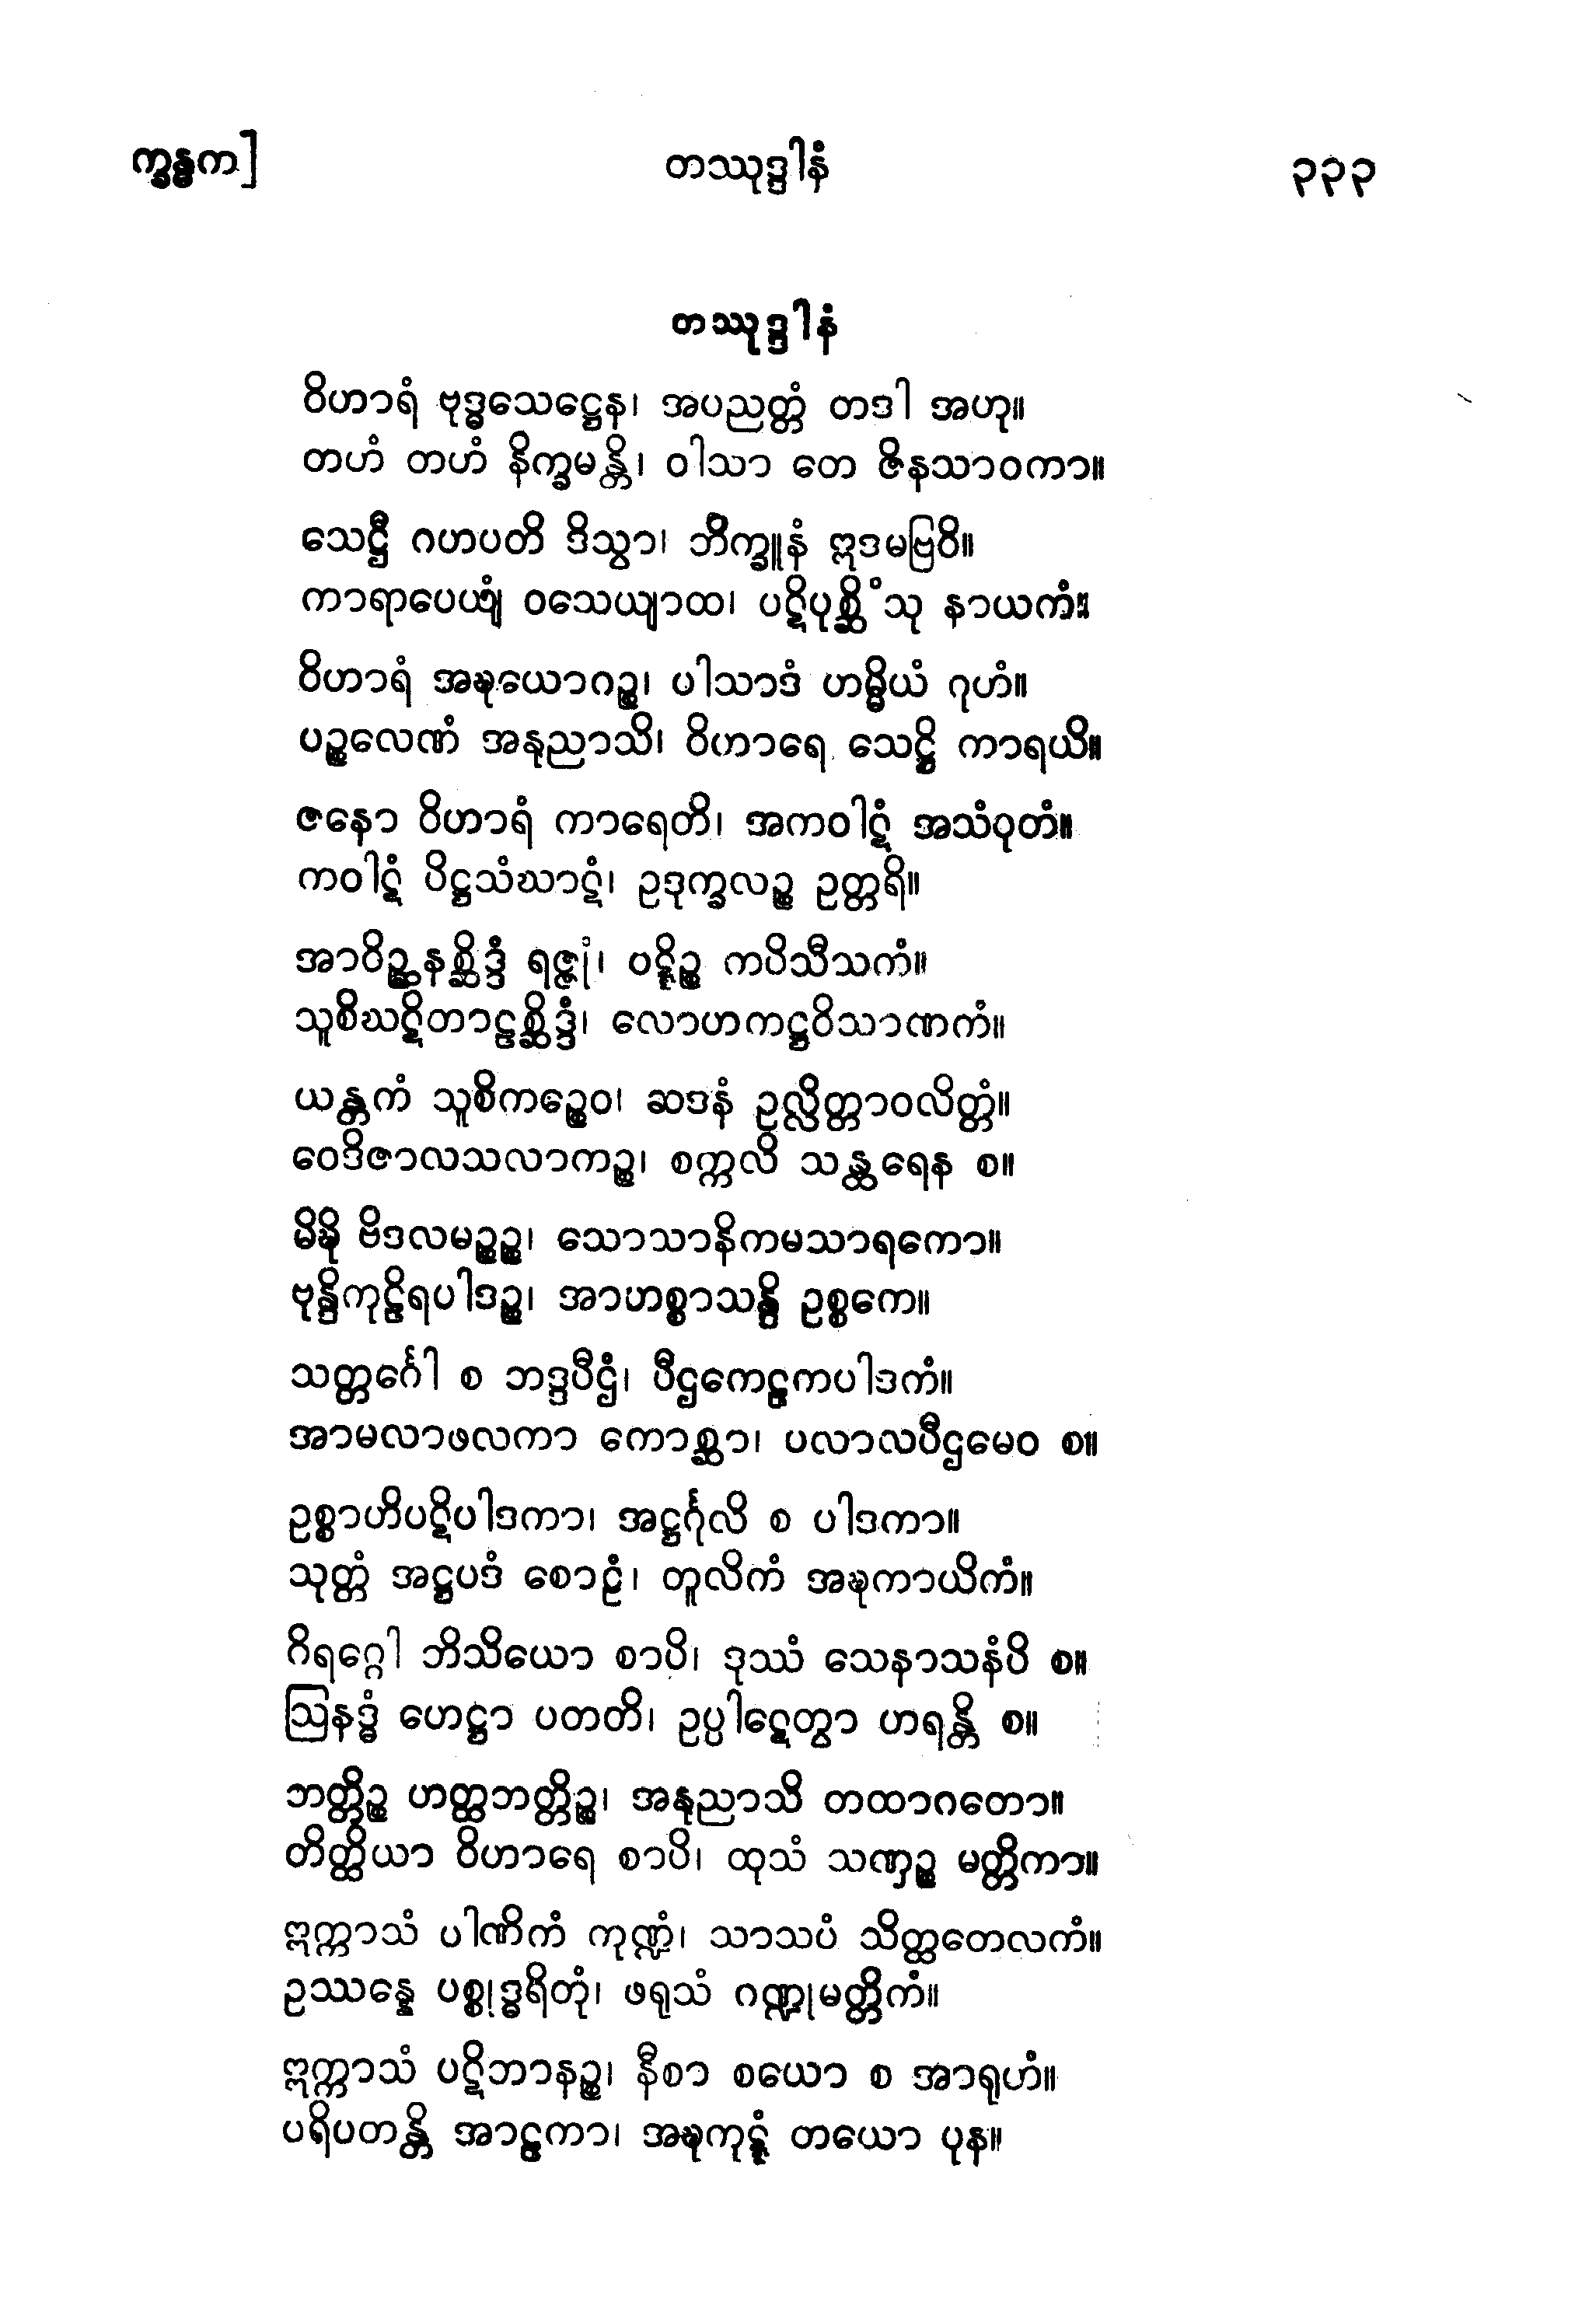 က္ခန္ဓက]
တဿုဒ္ဒါနံ
၃၃၃
တဿုဒ္ဒါနံ
ဝိဟာရံ ဗုဒ္ဓသေဋ္ဌေန၊ အပညတ္တံ တဒါ အဟု။
တဟံ တဟံ နိက္ခမန္တိ၊ ဝါသာ တေ ဇိနသာဝကာ။
သေဋ္ဌီ ဂဟပတိ ဒိသွာ၊ ဘိက္ခူနံ ဣဒမဗြဝိ။
ကာရာပေယျံ ဝသေယျာထ၊ ပဋိပုစ္ဆိံသု နာယကံ။
ဝိဟာရံ အဍ္ဎယောဂဉ္စ၊ ပါသာဒံ ဟမ္မိယံ ဂုဟံ။
ပဉ္စလေဏံ အနုညာသိ၊ ဝိဟာရေ သေဋ္ဌိ ကာရယိ။
ဇနော ဝိဟာရံ ကာရေတိ၊ အကဝါဋံ အသံဝုတံ။
ကဝါဋံ ပိဋ္ဌသံဃာဋံ၊ ဥဒုက္ခလဉ္စ ဥတ္တရိ။
အာဝိဉ္ဆနစ္ဆိဒ္ဒံ ရဇ္ဇုံ၊ ဝဋ္ဋိဉ္စ ကပိသီသကံ။
သူစိဃဋိတာဠစ္ဆိဒ္ဒံ၊ လောဟကဋ္ဌဝိသာဏကံ။
ယန္တကံ သူစိကဉ္စေဝ၊ ဆဒနံ ဥလ္လိတ္တာဝလိတ္တံ။
ဝေဒိဇာလသလာကဉ္စ၊ စက္ကလိ သန္ထရေန စ။
မိဍ္ဎိ ဗိဒလမဉ္စဉ္စ၊ သောသာနိကမသာရကော။
ဗုန္ဒိကုဠိရပါဒဉ္စ၊ အာဟစ္စာသန္ဒိ ဥစ္စကေ။
သတ္တင်္ဂေါ စ ဘဒ္ဒပီဌံ၊ ပီဌကေဠကပါဒကံ။
အာမလာဖလကာ ကောစ္ဆာ၊ ပလာလပီဌမေဝ စ။
ဥစ္စာဟိပဋိပါဒကာ၊ အဋ္ဌင်္ဂုလိ စ ပါဒကာ။
သုတ္တံ အဋ္ဌပဒံ စောဠံ၊ တူလိကံ အဍ္ဎကာယိကံ။
ဂိရဂ္ဂေါ ဘိသိယော စာပိ၊ ဒုဿံ သေနာသနံပိ စ။
ဩနဒ္ဓံ ဟေဋ္ဌာ ပတတိ၊ ဥပ္ပါဋေတွာ ဟရန္တိ စ။
ဘတ္တိဉ္စ ဟတ္ထဘတ္တိဉ္စ၊ အနုညာသိ တထာဂတော။
တိတ္ထိယာ ဝိဟာရေ စာပိ၊ ထုသံ သဏှဉ္စ မတ္တိကာ။
ဣက္ကာသံ ပါဏိကံ ကုဏ္ဍံ၊ သာသပံ သိတ္ထတေလကံ။
ဥဿန္နေ ပစ္စုဒ္ဓရိတုံ၊ ဖရုသံ ဂဏ္ဍုမတ္တိကံ။
ဣက္ကာသံ ပဋိဘာနဉ္စ၊ နီစာ စယော စ အာရုဟံ။
ပရိပတန္တိ အာဠကာ၊ အဍ္ဎကုဋ္ဋံ တယော ပုန။